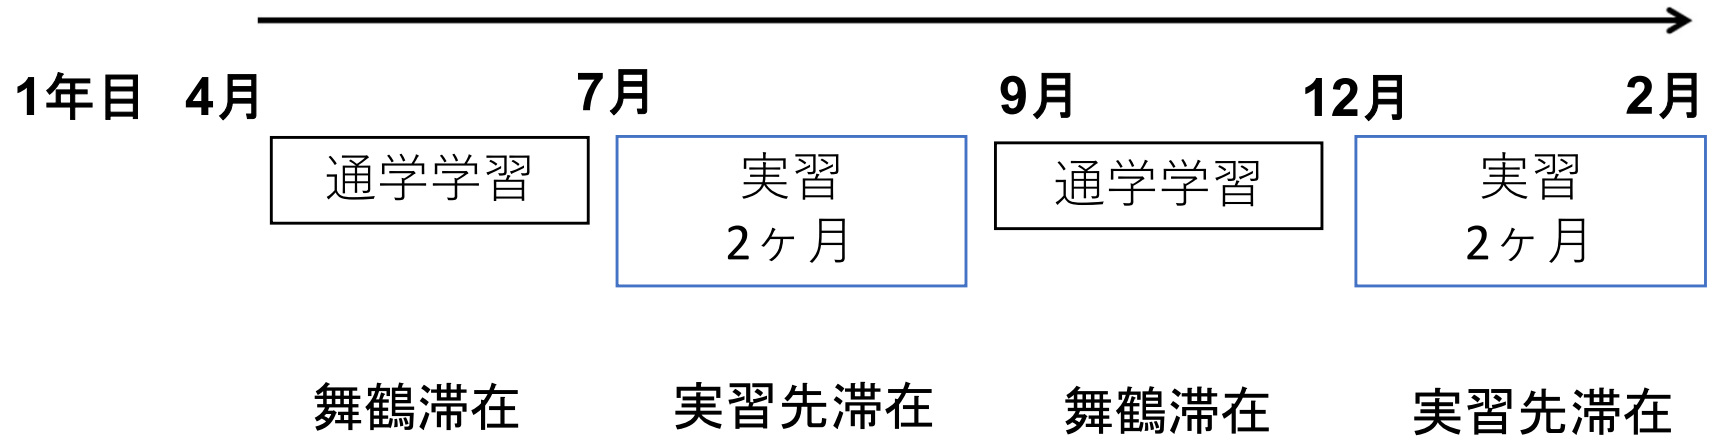 1年目 4月 7月 9月 12月 2月
通学学習 実習 通学学習 実習
2ヶ月 2ヶ月
舞鶴滞在 実習先滞在 舞鶴滞在 実習先滞在